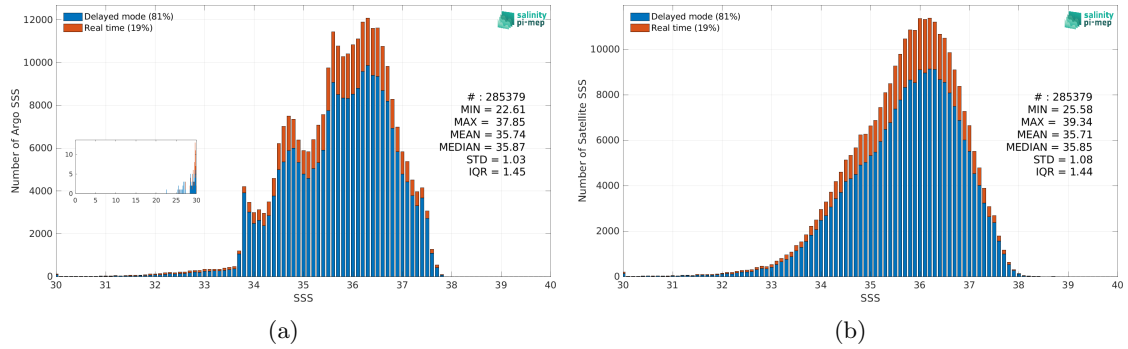 Delayed mode (81%)
Real time (19%)
salinity
pi-mep
# : 285379
MIN = 22.61
MAX = 37.85
MEAN = 35.74
MEDIAN = 35.87
STD = 1.03
IQR = 1.45
Number of Argo SSS
12000
10000
8000
6000
4000
2000
0
10
5
0
0 5 10 15 20 25 30
30 31 32 33 34 35 36 37 38 39 40
SSS
(a)
Delayed mode (81%)
Real time (19%)
salinity
pi-mep
# : 285379
MIN = 25.58
MAX = 39.34
MEAN = 35.71
MEDIAN = 35.85
STD = 1.08
IQR = 1.44
Number of Satellite SSS
10000
8000
6000
4000
2000
0
30 31 32 33 34 35 36 37 38 39 40
SSS
(b)